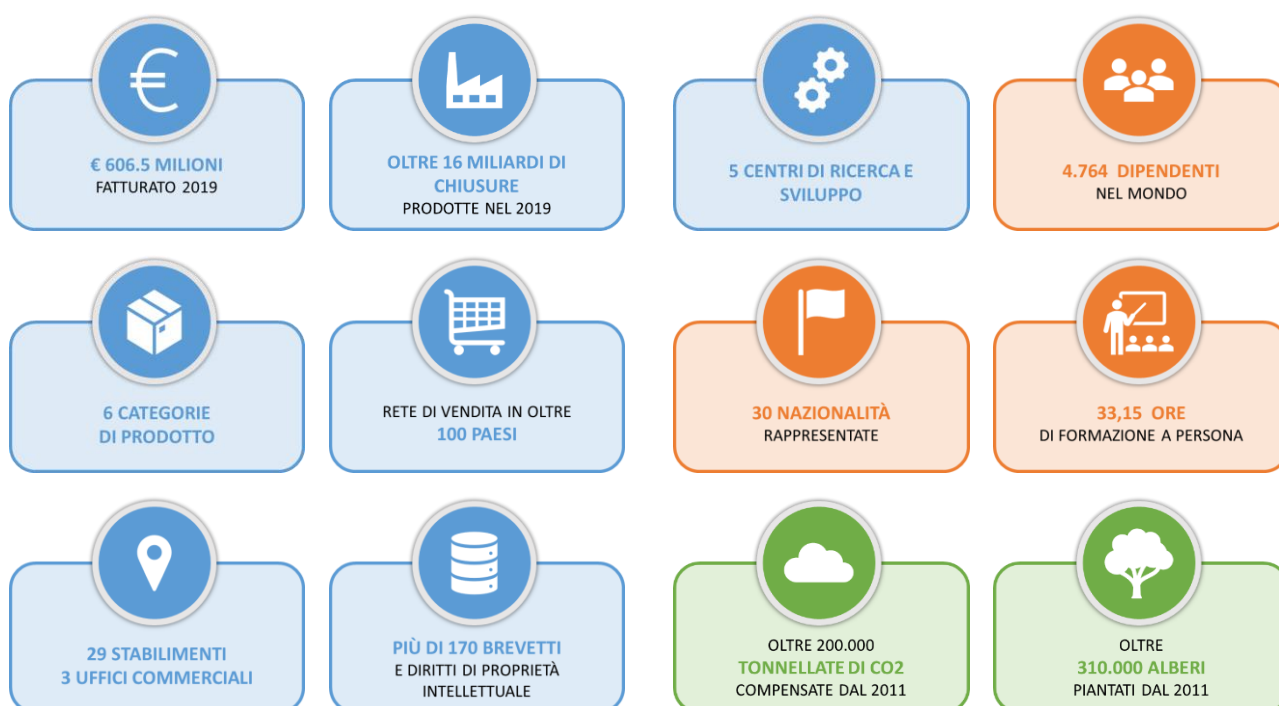 € 606.5 MILIONI
FATTURATO 2019
OLTRE 16 MILIARDI DI
CHIUSURE
PRODOTTE NEL 2019
5 CENTRI DI RICERCA E
SVILUPPO
4.764 DIPENDENTI
NEL MONDO
6 CATEGORIE
DI PRODOTTO
RETE DI VENDITA IN OLTRE
100 PAESI
30 NAZIONALITÀ
RAPPRESENTATE
33,15 ORE
DI FORMAZIONE A PERSONA
29 STABILIMENTI
3 UFFICI COMMERCIALI
PIÙ DI 170 BREVETTI
E DIRITTI DI PROPRIETÀ
INTELLETTUALE
OLTRE 200.000
TONNELLATE DI CO2
COMPENSATE DAL 2011
OLTRE
310.000 ALBERI
PIANTATI DAL 2011